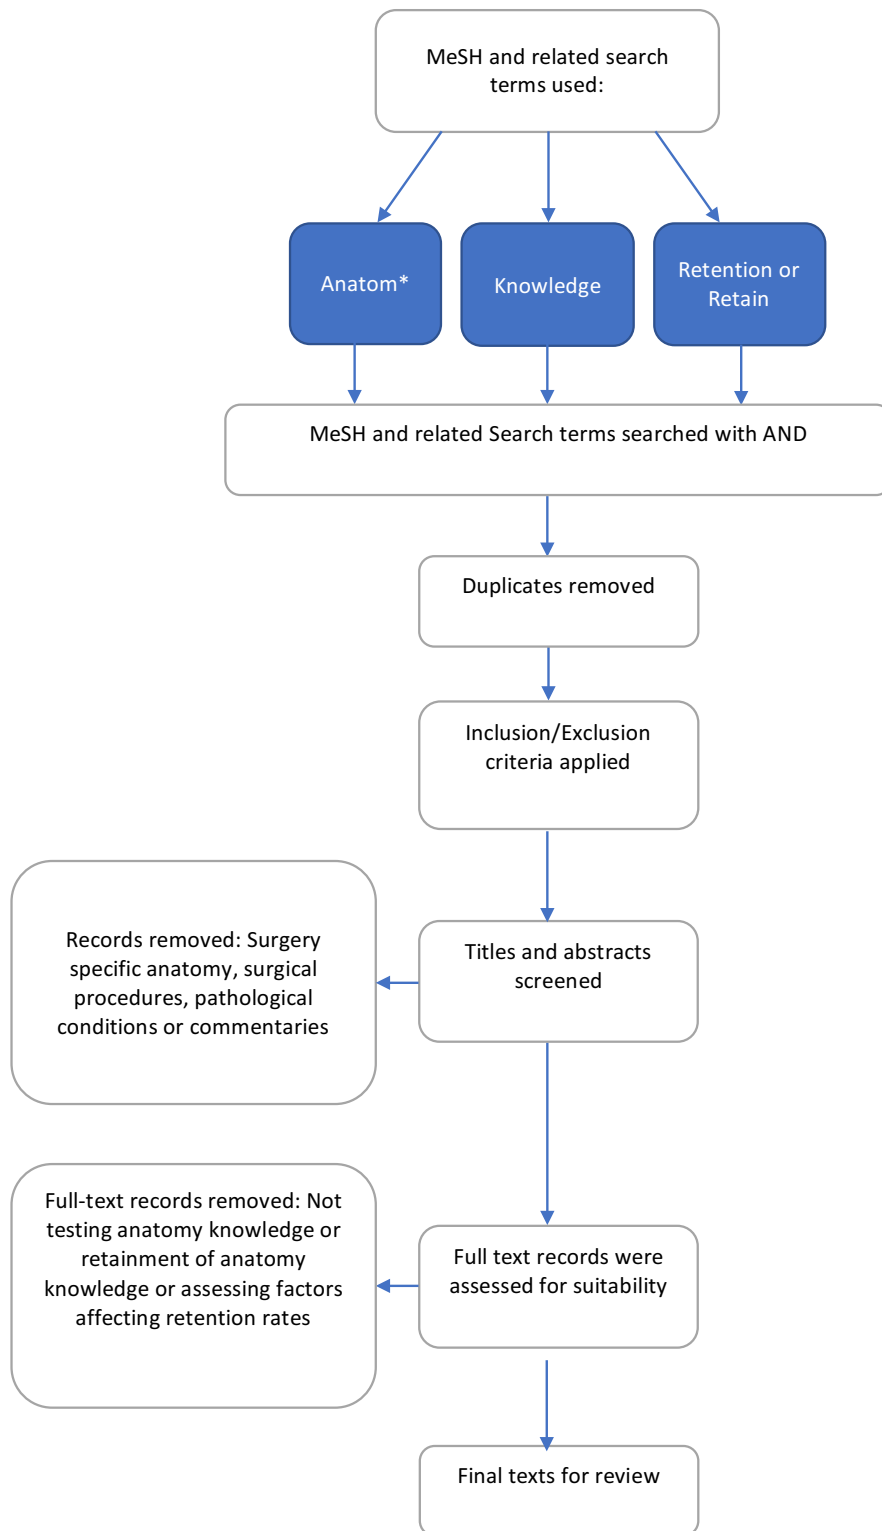 MeSH and related search
terms used:
Anatom*
Knowledge
Retention or
Retain
MeSH and related Search terms searched with AND
Duplicates removed
Inclusion/Exclusion
criteria applied
Titles and abstracts
screened
Records removed: Surgery
specific anatomy, surgical
procedures, pathological
conditions or commentaries
Full text records were
assessed for suitability
Full-text records removed: Not
testing anatomy knowledge or
retainment of anatomy
knowledge or assessing factors
affecting retention rates
Final texts for review